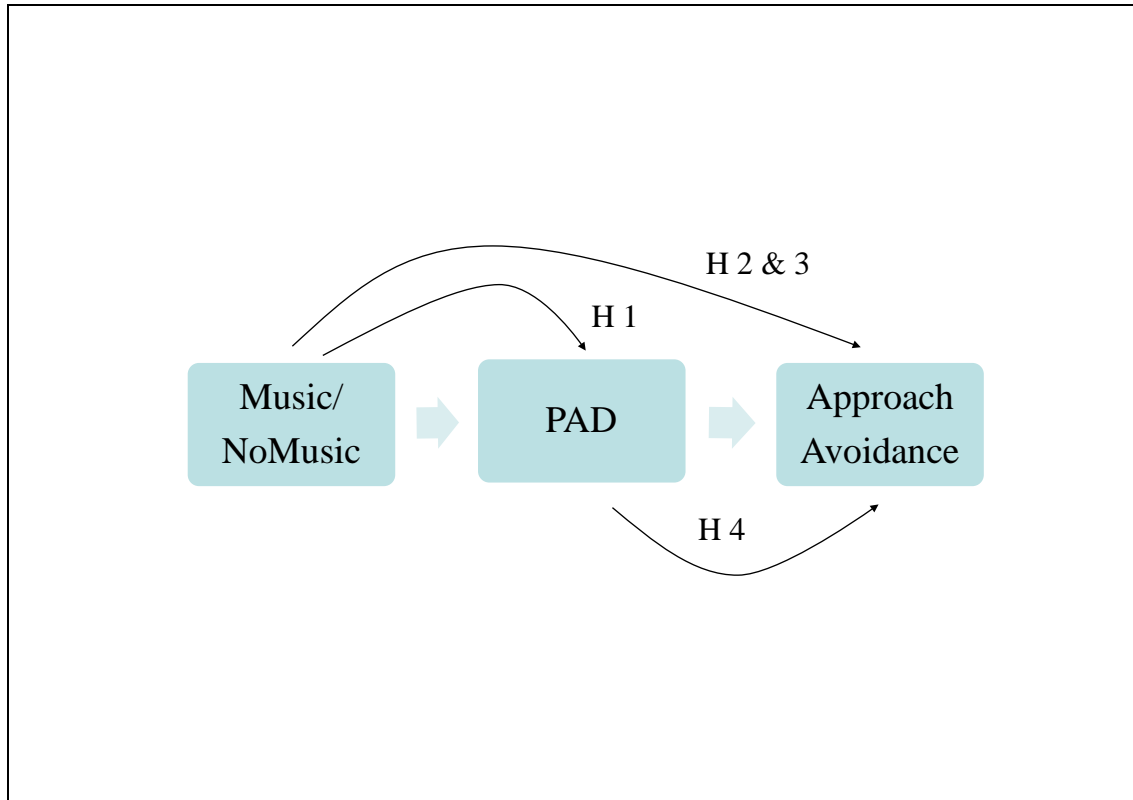 H 2 & 3
H 1
Music/
NoMusic
PAD
Approach
Avoidance
H 4